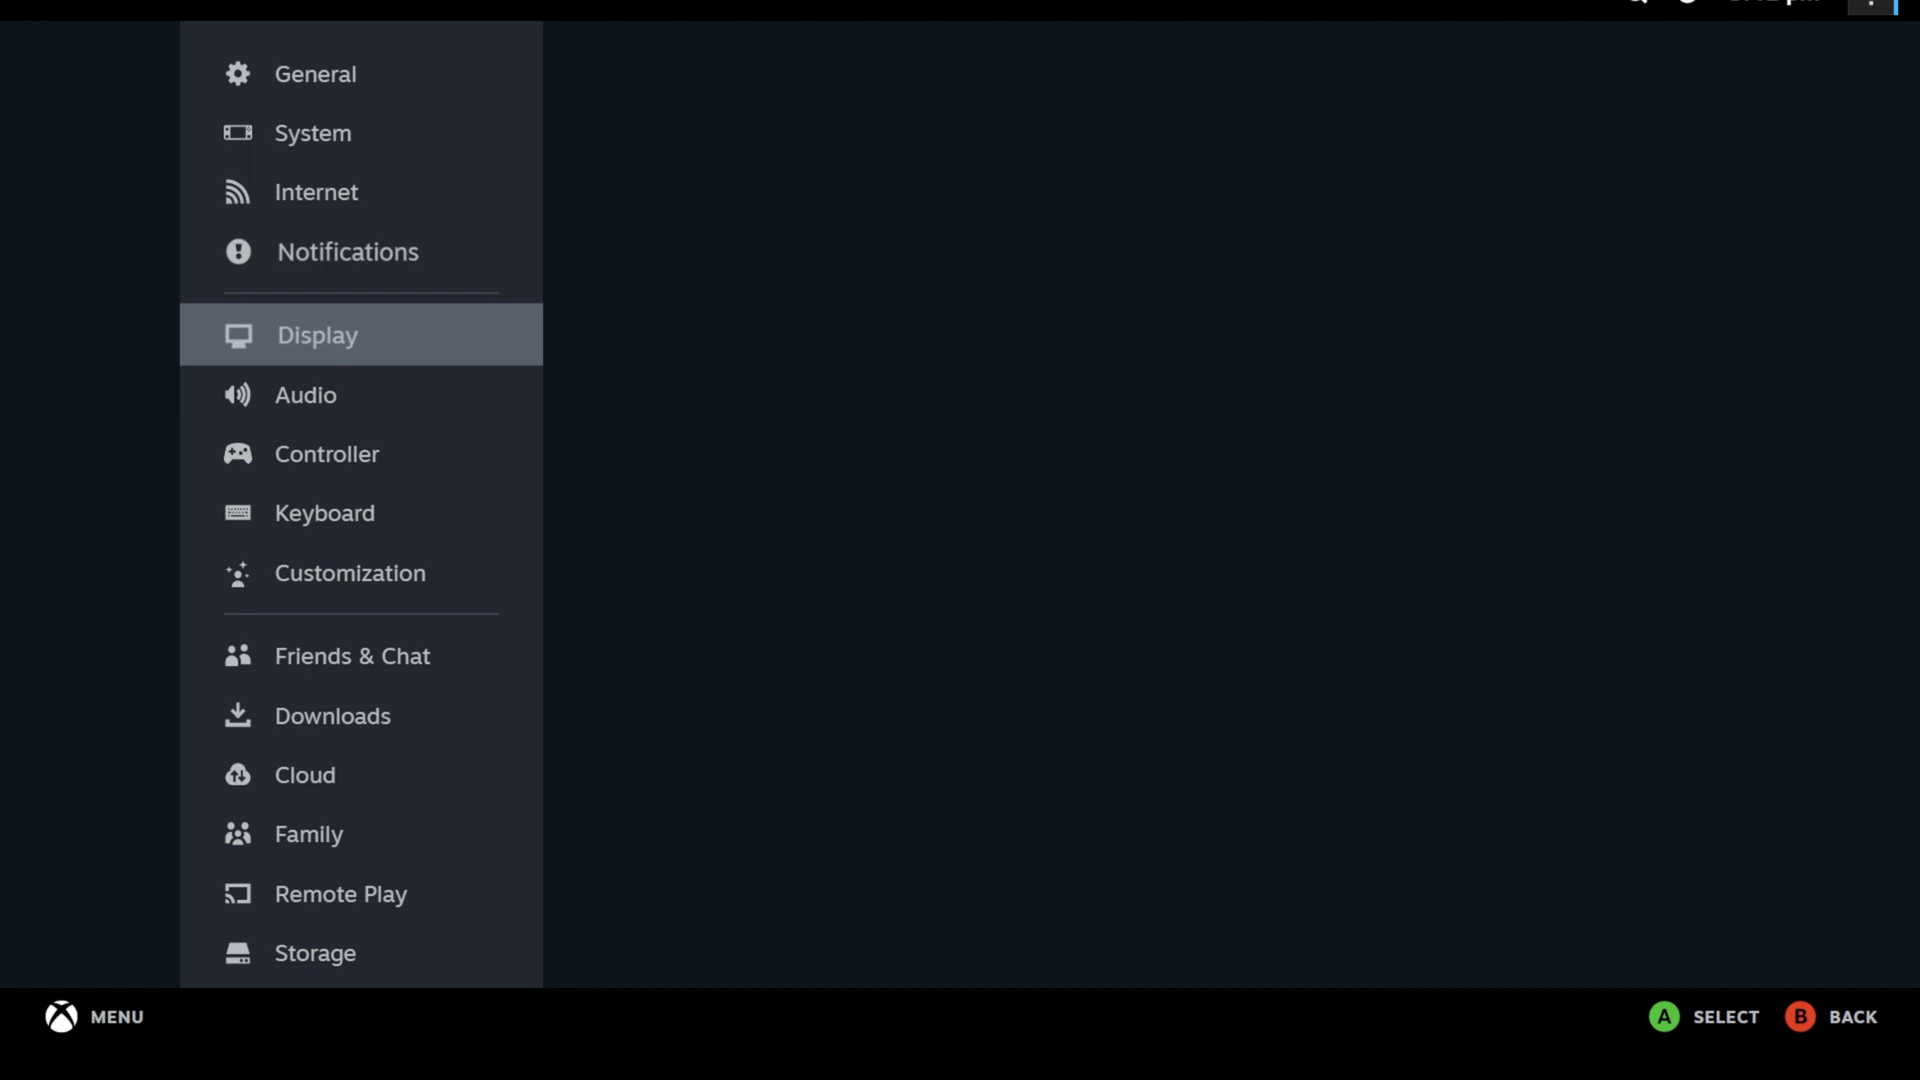 General
System
Internet
Notifications
Display
Audio
Controller
Keyboard
Customization
Friends & Chat
Downloads
Cloud
Family
Remote Play
Storage
MENU
A SELECT B BACK